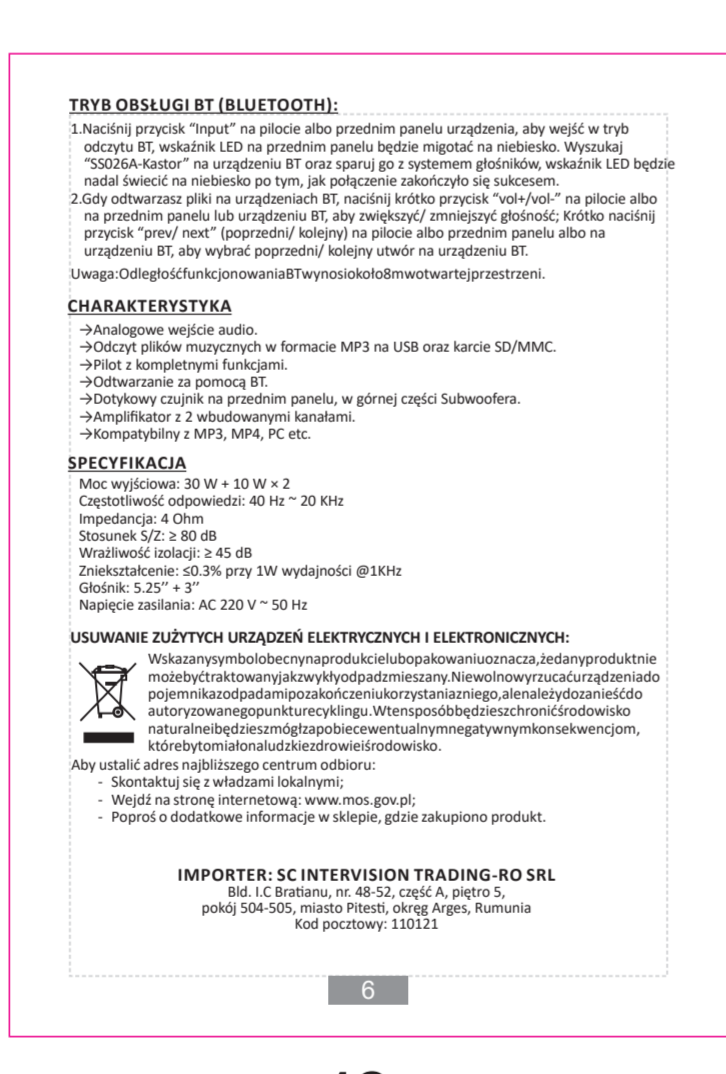 TRYB OBSŁUGI BT (BLUETOOTH):
1.Naciśnij przycisk “Input” na pilocie albo przednim panelu urządzenia, aby wejść w tryb
odczytu BT, wskaźnik LED na przednim panelu będzie migotać na niebiesko. Wyszukaj
“SS026A-Kastor” na urządzeniu BT oraz sparuj go z systemem głośników, wskaźnik LED będzie
nadal świecić na niebiesko po tym, jak połączenie zakończyło się sukcesem.
2.Gdy odtwarzasz pliki na urządzeniach BT, naciśnij krótko przycisk “vol+/vol-” na pilocie albo
na przednim panelu lub urządzeniu BT, aby zwiększyć/ zmniejszyć głośność; Krótko naciśnij
przycisk “prev/ next” (poprzedni/ kolejny) na pilocie albo przednim panelu albo na
urządzeniu BT, aby wybrać poprzedni/ kolejny utwór na urządzeniu BT.
Uwaga:OdległośćfunkcjonowaniaBTwynosiokoło8mwotwartejprzestrzeni.
CHARAKTERYSTYKA
→Analogowe wejście audio.
→Odczyt plików muzycznych w formacie MP3 na USB oraz karcie SD/MMC.
→Pilot z kompletnymi funkcjami.
→Odtwarzanie za pomocą BT.
→Dotykowy czujnik na przednim panelu, w górnej części Subwoofera.
→Amplifikator z 2 wbudowanymi kanałami.
→Kompatybilny z MP3, MP4, PC etc.
SPECYFIKACJA
Moc wyjściowa: 30 W + 10 W × 2
Częstotliwość odpowiedzi: 40 Hz ~ 20 KHz
Impedancja: 4 Ohm
Stosunek S/Z: ≥ 80 dB
Wrażliwość izolacji: ≥ 45 dB
Zniekształcenie: ≤0.3% przy 1W wydajności @1KHz
Głośnik: 5.25’’ + 3’’
Napięcie zasilania: AC 220 V ~ 50 Hz
USUWANIE ZUŻYTYCH URZĄDZEŃ ELEKTRYCZNYCH I ELEKTRONICZNYCH:
Wskazanysymbolobecnynaprodukcielubopakowaniuoznacza,żedanyproduktnie
możebyćtraktowanyjakzwykłyodpadzmieszany.Niewolnowyrzucaćurządzeniado
pojemnikazodpadamipozakończeniukorzystaniazniego,alenależydozanieśćdo
autoryzowanegopunkturecyklingu.Wtensposóbbędzieszchronićśrodowisko
naturalneibędzieszmógłzapobiecewentualnymnegatywnymkonsekwencjom,
którebytomiałonaludzkiezdrowieiśrodowisko.
Aby ustalić adres najbliższego centrum odbioru:
- Skontaktuj się z władzami lokalnymi;
- Wejdź na stronę internetową: www.mos.gov.pl;
- Poproś o dodatkowe informacje w sklepie, gdzie zakupiono produkt.
IMPORTER: SC INTERVISION TRADING-RO SRL
Bld. I.C Bratianu, nr. 48-52, część A, piętro 5,
pokój 504-505, miasto Pitesti, okręg Arges, Rumunia
Kod pocztowy: 110121
6